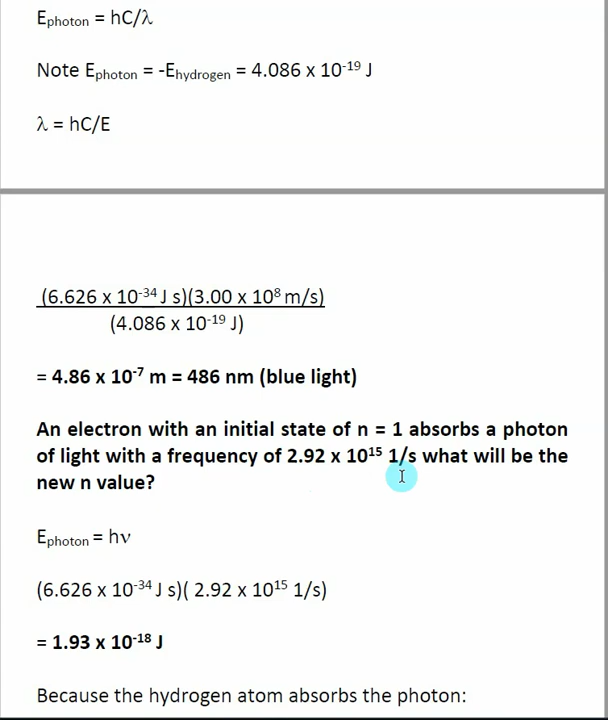 Ephoton = hC/λ
Note Ephoton = -Ehydrogen = 4.086 x 10⁻¹⁹ J
λ = hC/E
(6.626 x 10⁻³⁴ J s)(3.00 x 10⁸ m/s)
(4.086 x 10⁻¹⁹ J)
= 4.86 x 10⁻⁷ m = 486 nm (blue light)
An electron with an initial state of n = 1 absorbs a photon
of light with a frequency of 2.92 x 10¹⁵ 1/s what will be the
new n value?
Ephoton = hν
(6.626 x 10⁻³⁴ J s)( 2.92 x 10¹⁵ 1/s)
= 1.93 x 10⁻¹⁸ J
Because the hydrogen atom absorbs the photon: